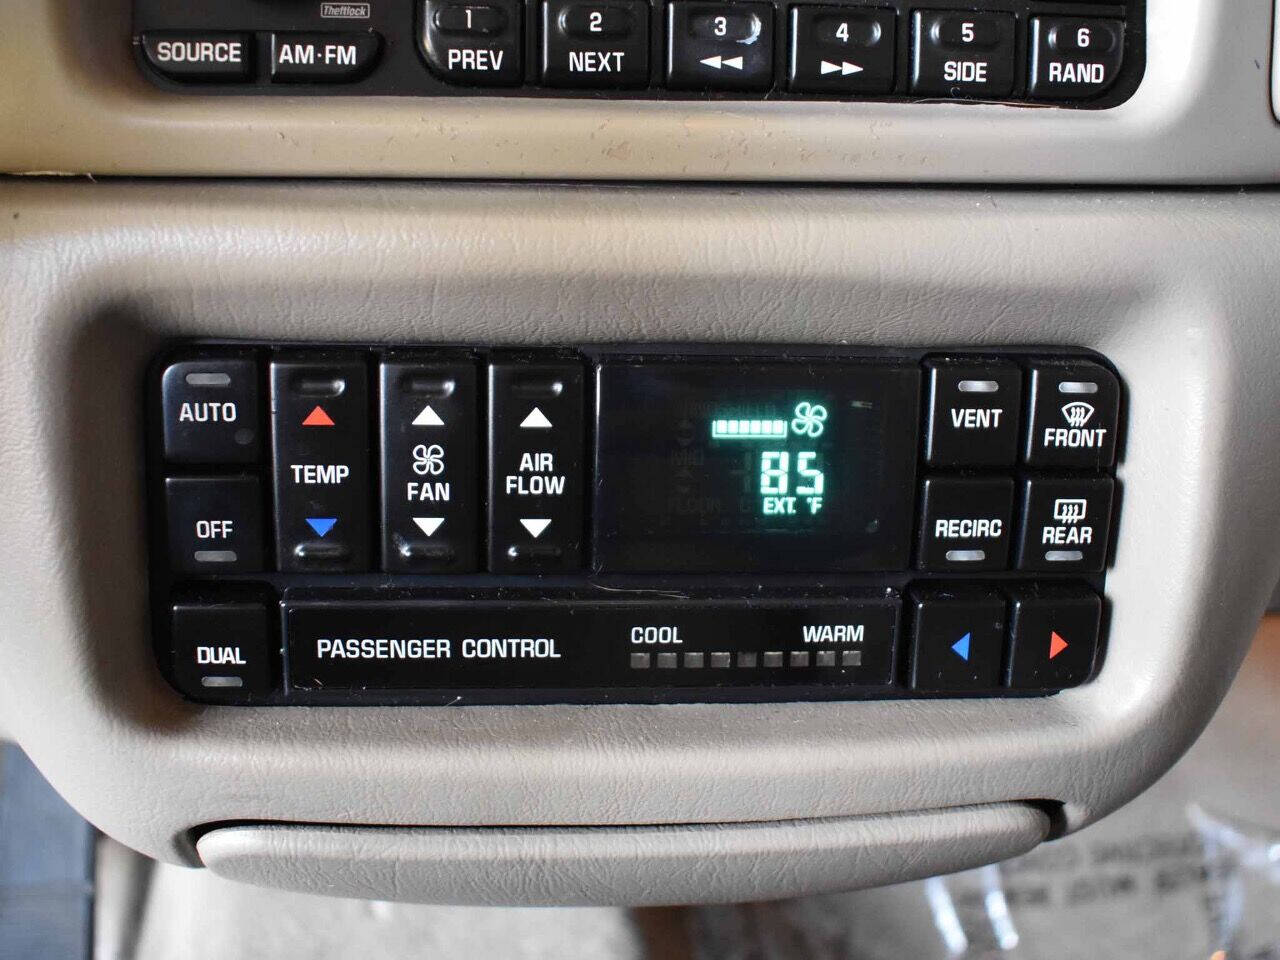 Theftlock
SOURCE AM·FM
1 PREV
2 NEXT
3
4
5 SIDE
6 RAND
AUTO
OFF
TEMP
FAN
AIR
FLOW
85
EXT. °F
VENT
FRONT
RECIRC
REAR
DUAL
PASSENGER CONTROL
COOL WARM